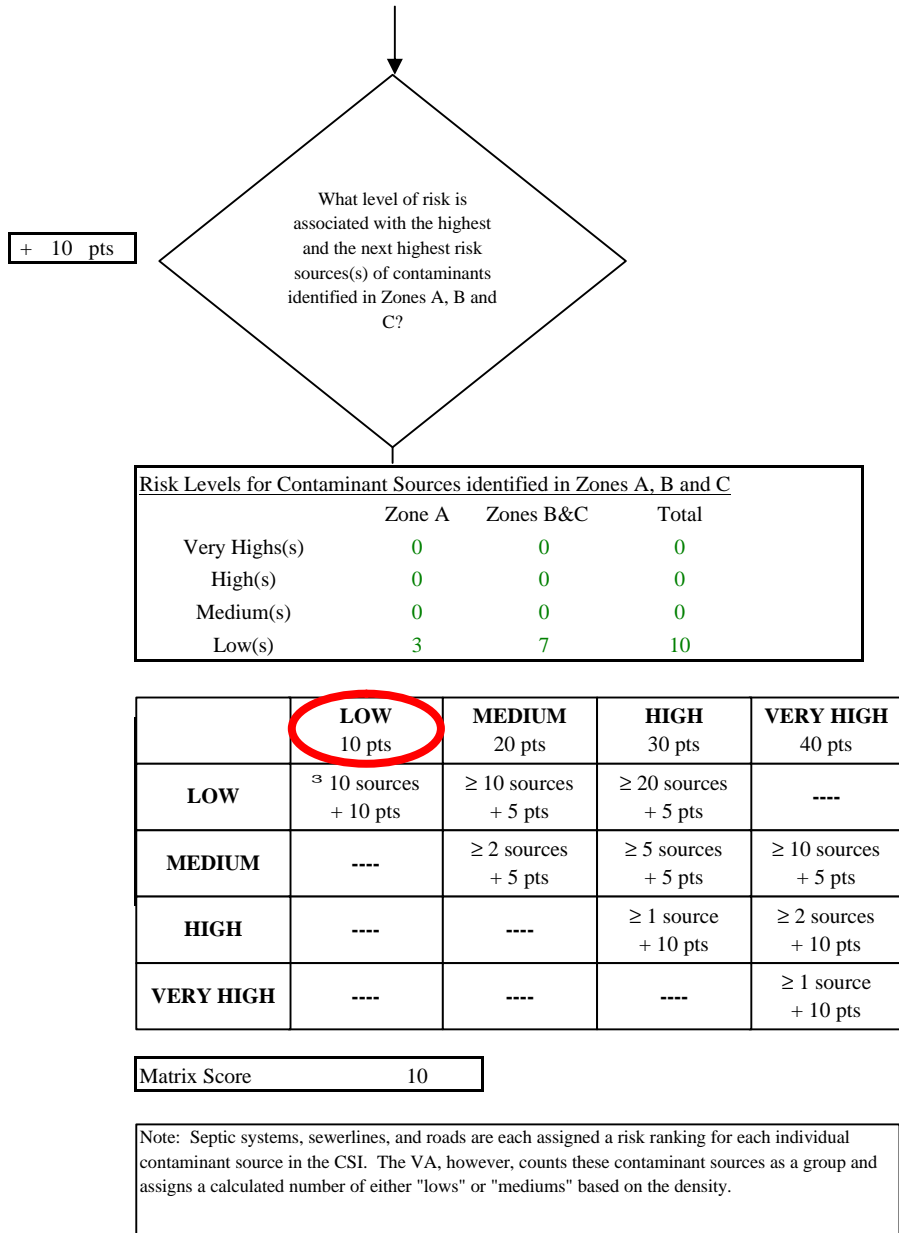 What level of risk is
associated with the highest
and the next highest risk
sources(s) of contaminants
identified in Zones A, B and
C?
+ 10 pts
Risk Levels for Contaminant Sources identified in Zones A, B and C
Zone A Zones B&C Total
Very Highs(s) 0 0 0
High(s) 0 0 0
Medium(s) 0 0 0
Low(s) 3 7 10
LOW MEDIUM HIGH VERY HIGH
10 pts 20 pts 30 pts 40 pts
LOW ³ 10 sources ≥ 10 sources ≥ 20 sources ----
+ 10 pts + 5 pts + 5 pts
MEDIUM ---- ≥ 2 sources ≥ 5 sources ≥ 10 sources
+ 5 pts + 5 pts + 5 pts
HIGH ---- ---- ≥ 1 source ≥ 2 sources
+ 10 pts + 10 pts
VERY HIGH ---- ---- ---- ≥ 1 source
+ 10 pts
Matrix Score 10
Note: Septic systems, sewerlines, and roads are each assigned a risk ranking for each individual
contaminant source in the CSI. The VA, however, counts these contaminant sources as a group and
assigns a calculated number of either "lows" or "mediums" based on the density.